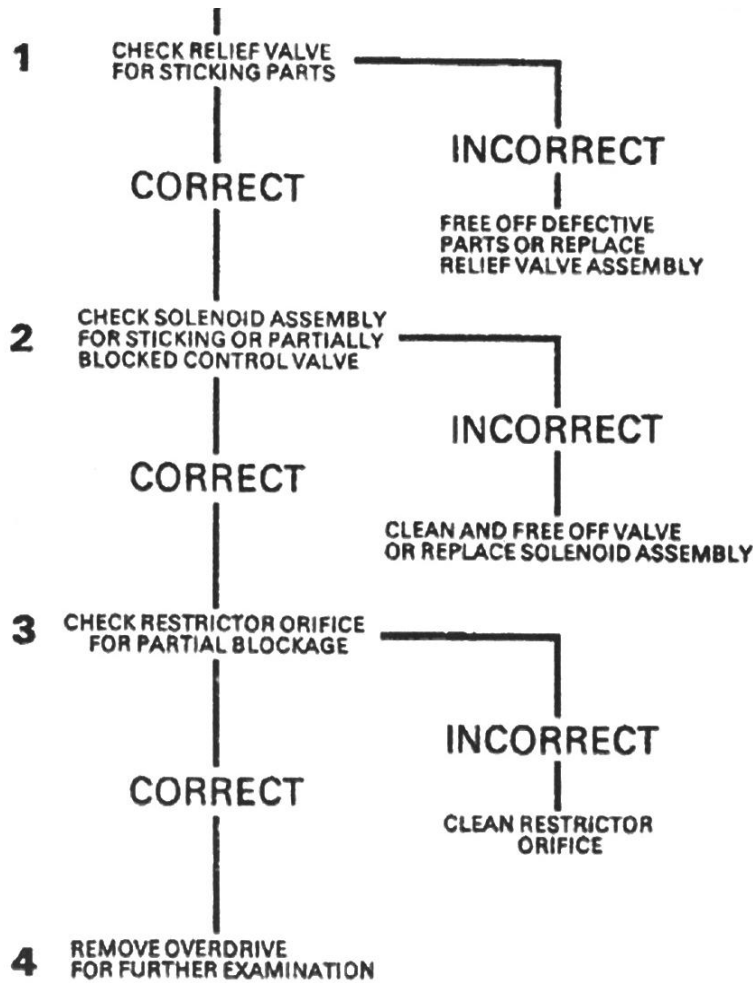 1 CHECK RELIEF VALVE
FOR STICKING PARTS
INCORRECT
CORRECT
FREE OFF DEFECTIVE
PARTS OR REPLACE
RELIEF VALVE ASSEMBLY
CHECK SOLENOID ASSEMBLY
2 FOR STICKING OR PARTIALLY
BLOCKED CONTROL VALVE
INCORRECT
CORRECT
CLEAN AND FREE OFF VALVE
OR REPLACE SOLENOID ASSEMBLY
3 CHECK RESTRICTOR ORIFICE
FOR PARTIAL BLOCKAGE
INCORRECT
CORRECT
CLEAN RESTRICTOR
ORIFICE
4 REMOVE OVERDRIVE
FOR FURTHER EXAMINATION